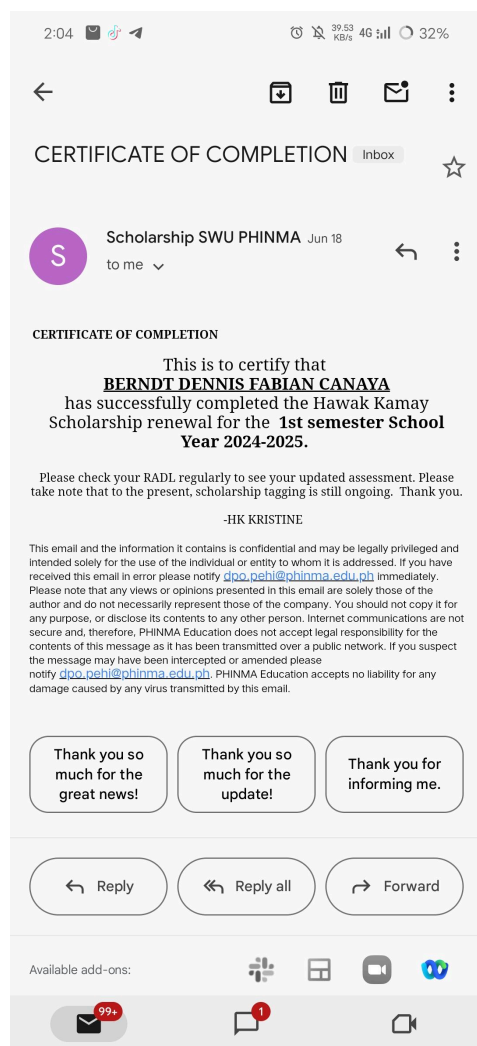 2:04
39.53
KB/s
4G
32%
CERTIFICATE OF COMPLETION Inbox
S
Scholarship SWU PHINMA Jun 18
to me
CERTIFICATE OF COMPLETION
This is to certify that
BERNDT DENNIS FABIAN CANAYA
has successfully completed the Hawak Kamay
Scholarship renewal for the 1st semester School
Year 2024-2025.
Please check your RADL regularly to see your updated assessment. Please
take note that to the present, scholarship tagging is still ongoing. Thank you.
-HK KRISTINE
This email and the information it contains is confidential and may be legally privileged and
intended solely for the use of the individual or entity to whom it is addressed. If you have
received this email in error please notify dpo.pehi@phinma.edu.ph immediately.
Please note that any views or opinions presented in this email are solely those of the
author and do not necessarily represent those of the company. You should not copy it for
any purpose, or disclose its contents to any other person. Internet communications are not
secure and, therefore, PHINMA Education does not accept legal responsibility for the
contents of this message as it has been transmitted over a public network. If you suspect
the message may have been intercepted or amended please
notify dpo.pehi@phinma.edu.ph. PHINMA Education accepts no liability for any
damage caused by any virus transmitted by this email.
Thank you so
much for the
great news!
Thank you so
much for the
update!
Thank you for
informing me.
Reply
Reply all
Forward
Available add-ons:
99+
1